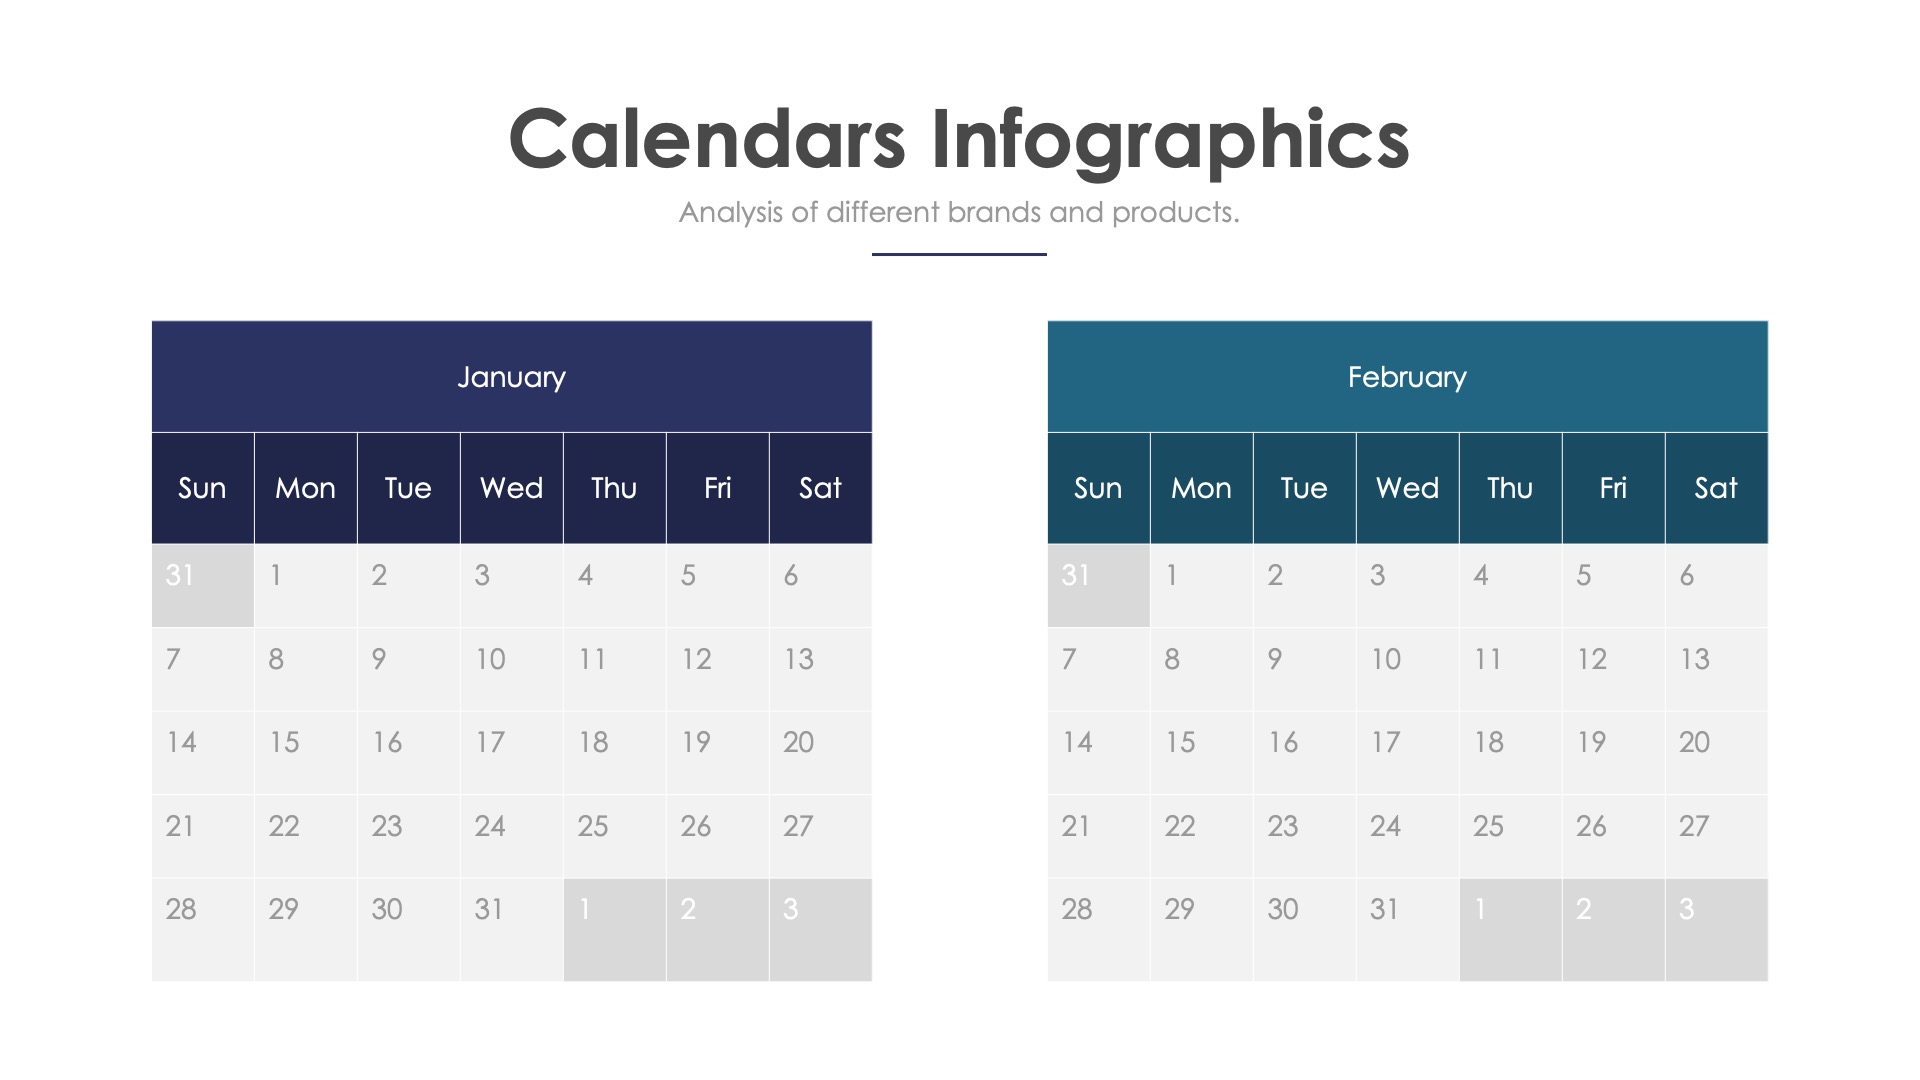 Calendars Infographics
Analysis of different brands and products.
January
Sun Mon Tue Wed Thu Fri Sat
31 1 2 3 4 5 6
7 8 9 10 11 12 13
14 15 16 17 18 19 20
21 22 23 24 25 26 27
28 29 30 31 1 2 3
February
Sun Mon Tue Wed Thu Fri Sat
31 1 2 3 4 5 6
7 8 9 10 11 12 13
14 15 16 17 18 19 20
21 22 23 24 25 26 27
28 29 30 31 1 2 3